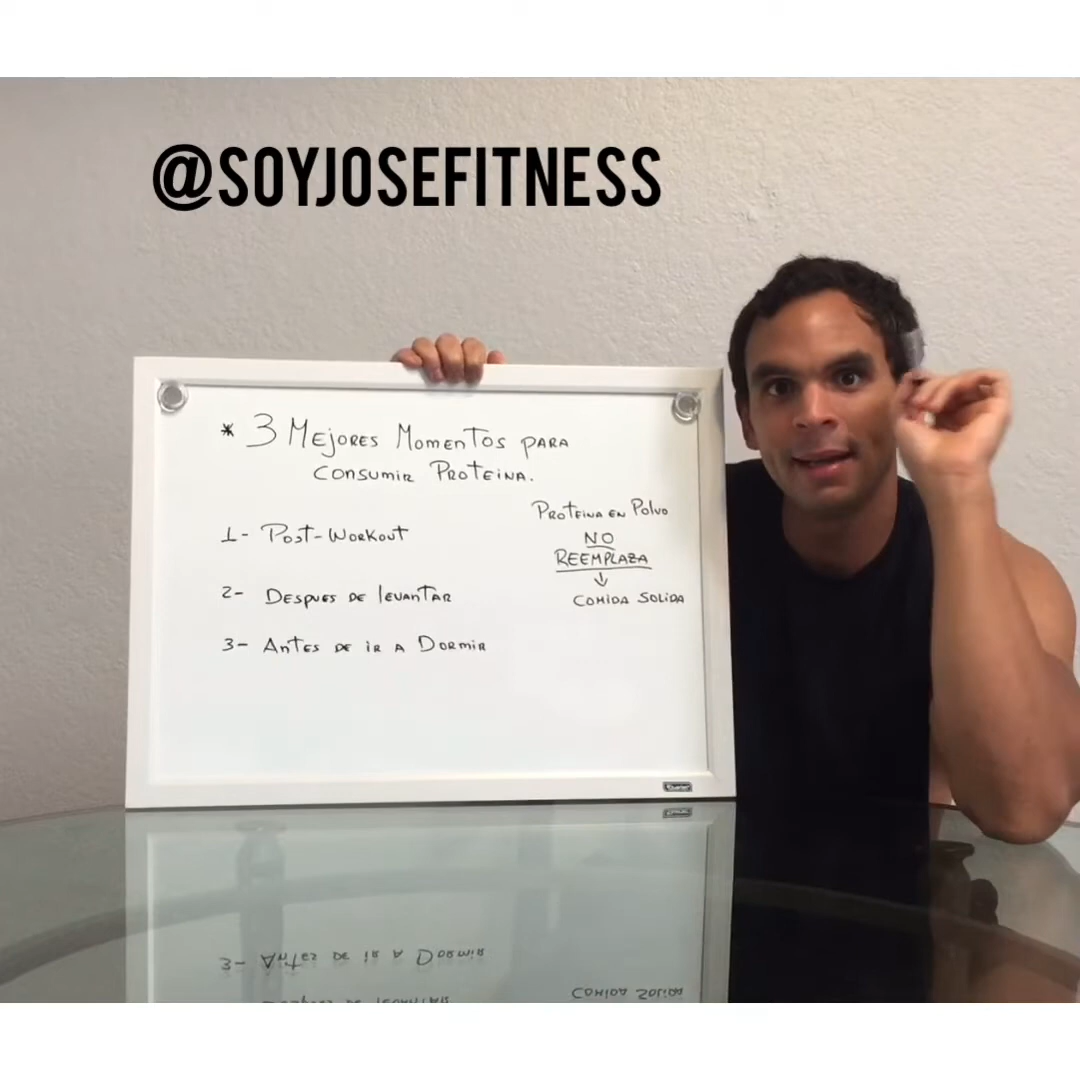 @SOYJOSEFITNESS
* 3 MEJORES MOMENTOS PARA
CONSUMIR PROTEINA.
1- POST-WORKOUT
2- DESPUES DE LEVANTAR
3- ANTES DE IR A DORMIR
PROTEINA EN POLVO
NO
REEMPLAZA
COMIDA SOLIDA